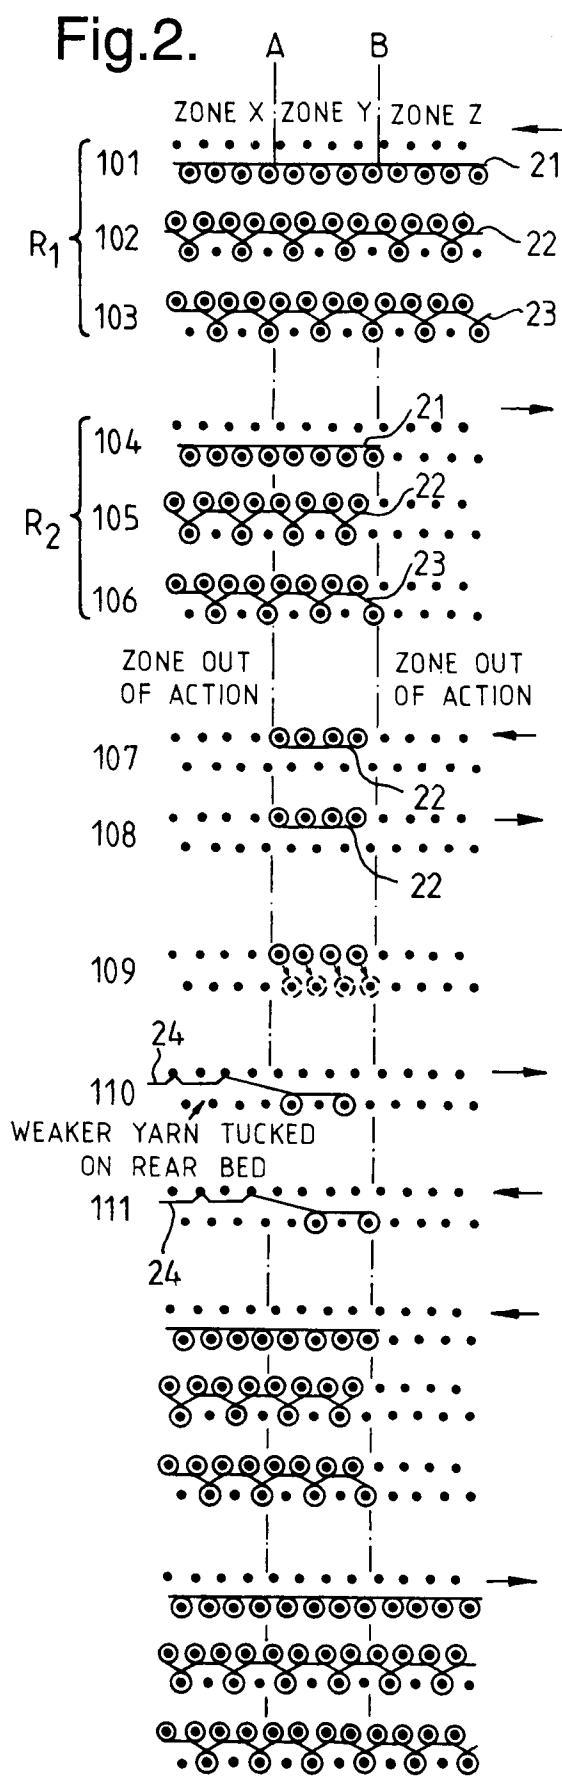 Fig.2.
A B
ZONE X ZONE Y ZONE Z
101 21
R1 102 22
103 23
104 21
R2 105 22
106 23
ZONE OUT ZONE OUT
OF ACTION OF ACTION
107
22
108
22
109
24
110
WEAKER YARN TUCKED
ON REAR BED
111
24